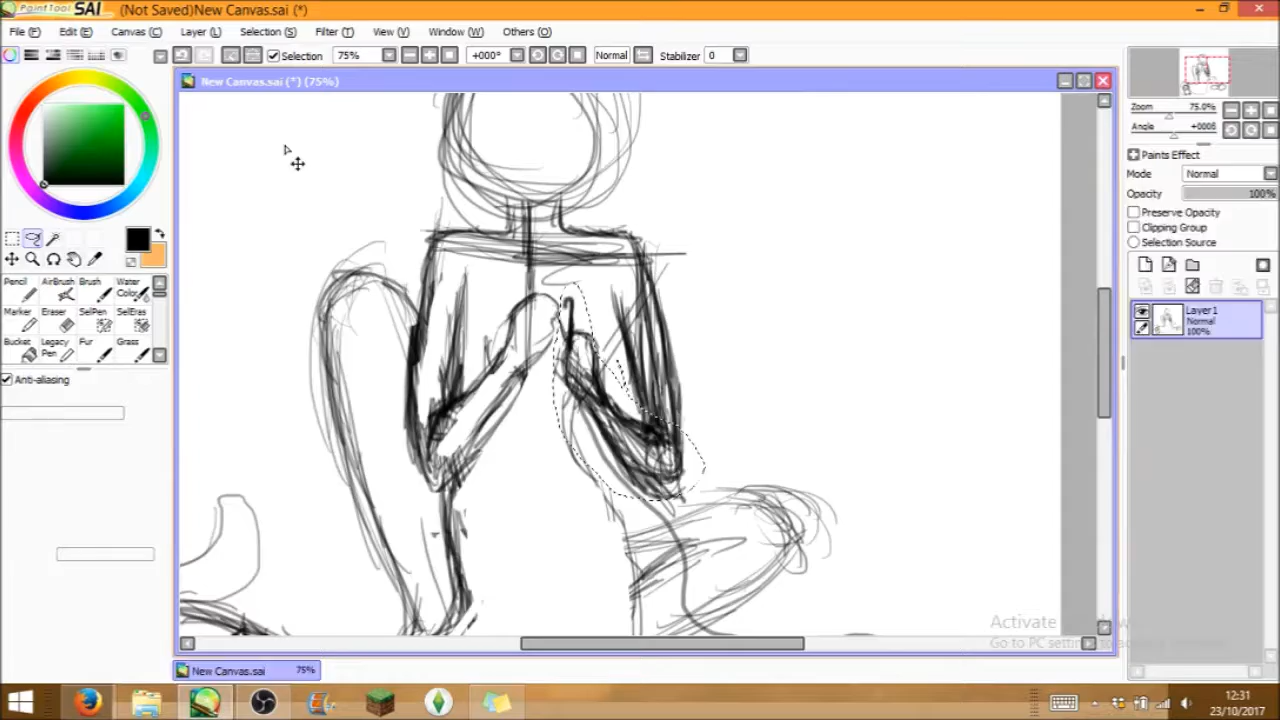 PaintTool SAI (Not Saved)New Canvas.sai (*)
File (F) Edit (E) Canvas (C) Layer (L) Selection (S) Filter (T) View (V) Window (W) Others (O)
Selection 75% +000° Normal Stabilizer 0
New Canvas.sai (*) (75%)
Zoom 75.0%
Angle +000δ
Paints Effect
Mode Normal
Opacity 100%
Preserve Opacity
Clipping Group
Selection Source
Layer1
Normal
100%
Pencil AirBrush Brush Water
Color
Marker Eraser SelPen SelEras
Bucket Legacy Fur Grass
Pen
Anti-aliasing
Activate
Go to PC settings to
New Canvas.sai 75%
12:31
23/10/2017